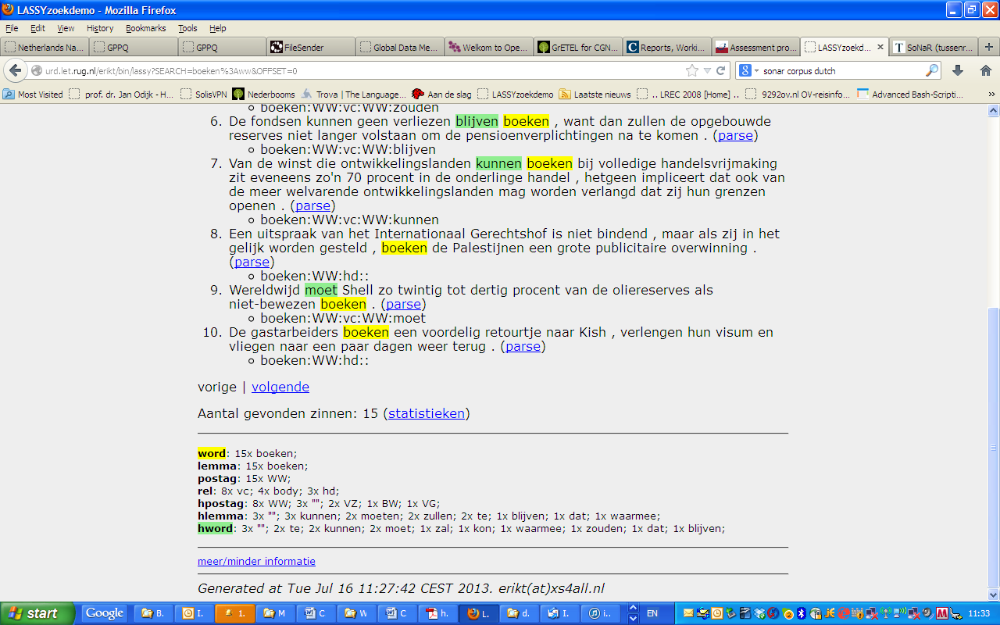 LASSYzoekdemo - Mozilla Firefox
File Edit View History Bookmarks Tools Help
Netherlands Na... GPPQ GPPQ FileSender Global Data Me... Welkom to Ope... GrETEL for CGN... Reports, Worki... Assessment pro... LASSYzoekd... SoNaR (tussenr...
urd.let.rug.nl/erikt/bin/lassy?SEARCH=boeken%3Aww&OFFSET=0 sonar corpus dutch
Most Visited prof. dr. Jan Odijk - H... SolisVPN Nederbooms Trova | The Language... Aan de slag LASSYzoekdemo Laatste nieuws .. LREC 2008 [Home] .. 9292ov.nl OV-reisinfo... Advanced Bash-Scripti... »
boeken:WW:vc:WW:zouden
6. De fondsen kunnen geen verliezen blijven boeken , want dan zullen de opgebouwde
reserves niet langer volstaan om de pensioenverplichtingen na te komen . (parse)
boeken:WW:vc:WW:blijven
7. Van de winst die ontwikkelingslanden kunnen boeken bij volledige handelsvrijmaking
zit eveneens zo'n 70 procent in de onderlinge handel , hetgeen impliceert dat ook van
de meer welvarende ontwikkelingslanden mag worden verlangd dat zij hun grenzen
openen . (parse)
boeken:WW:vc:WW:kunnen
8. Een uitspraak van het Internationaal Gerechtshof is niet bindend , maar als zij in het
gelijk worden gesteld , boeken de Palestijnen een grote publicitaire overwinning .
(parse)
boeken:WW:hd::
9. Wereldwijd moet Shell zo twintig tot dertig procent van de oliereserves als
niet-bewezen boeken . (parse)
boeken:WW:vc:WW:moet
10. De gastarbeiders boeken een voordelig retourtje naar Kish , verlengen hun visum en
vliegen naar een paar dagen weer terug . (parse)
boeken:WW:hd::
vorige | volgende
Aantal gevonden zinnen: 15 (statistieken)
word: 15x boeken;
lemma: 15x boeken;
postag: 15x WW;
rel: 8x vc; 4x body; 3x hd;
hpostag: 8x WW; 3x ""; 2x VZ; 1x BW; 1x VG;
hlemma: 3x ""; 3x kunnen; 2x moeten; 2x zullen; 2x te; 1x blijven; 1x dat; 1x waarmee;
hword: 3x ""; 2x te; 2x kunnen; 2x moet; 1x zal; 1x kon; 1x waarmee; 1x zouden; 1x dat; 1x blijven;
meer/minder informatie
Generated at Tue Jul 16 11:27:42 CEST 2013. erikt(at)xs4all.nl
start Google B. I. 1. M C W C h. L. d. I. i.. EN 11:33